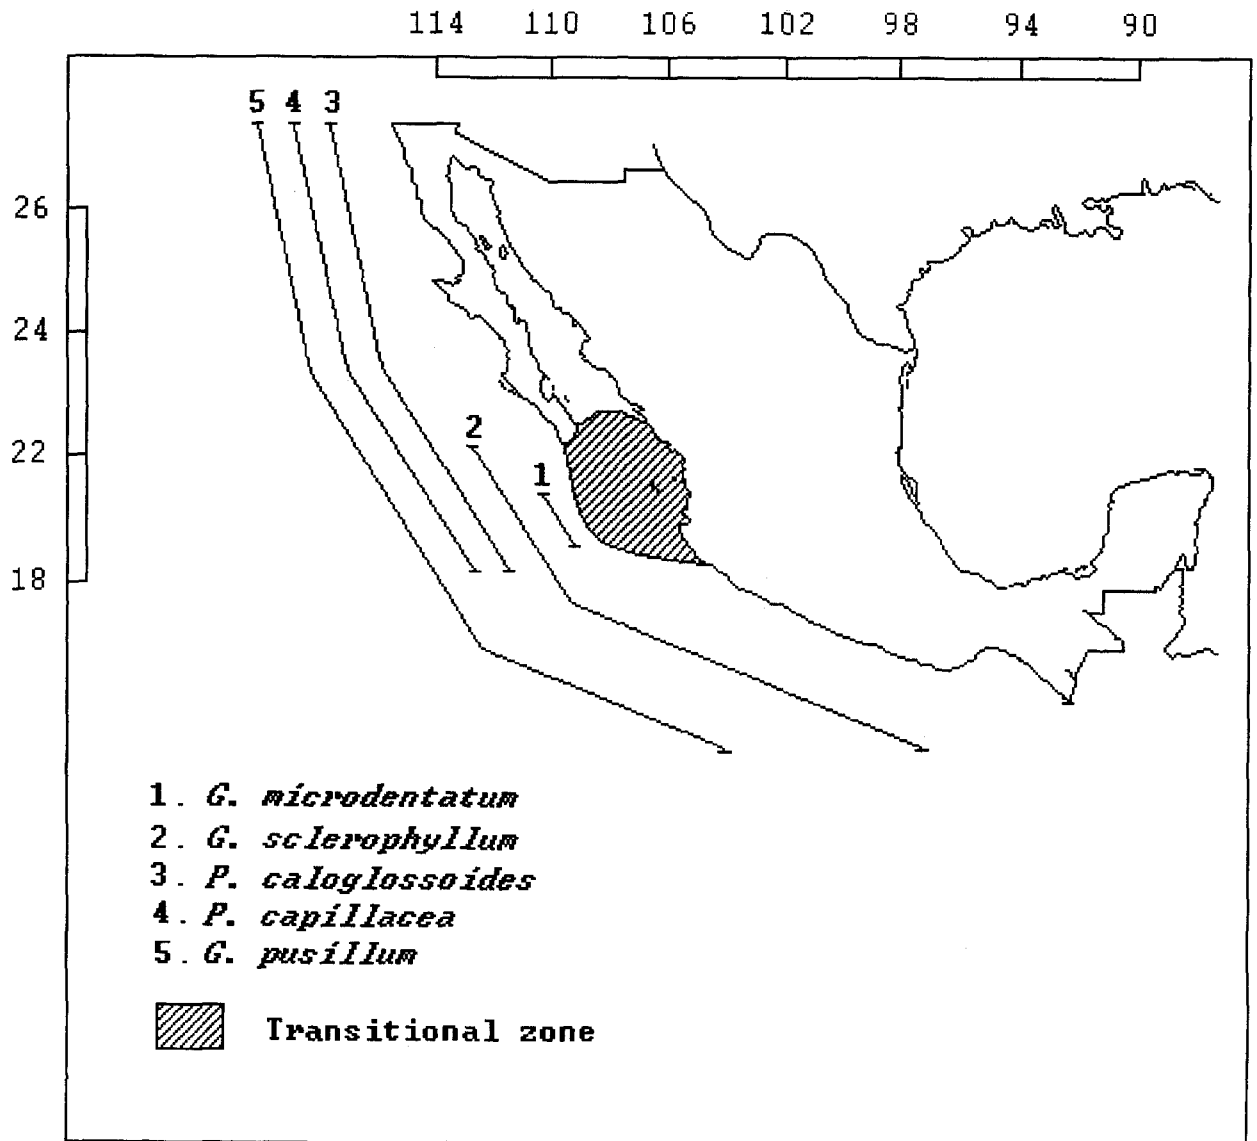 114 110 106 102 98 94 90
5 4 3
26
24
2
22
1
18
1. G. microdentatum
2. G. sclerophyllum
3. P. caloglossoides
4. P. capillacea
5. G. pusillum
Transitional zone